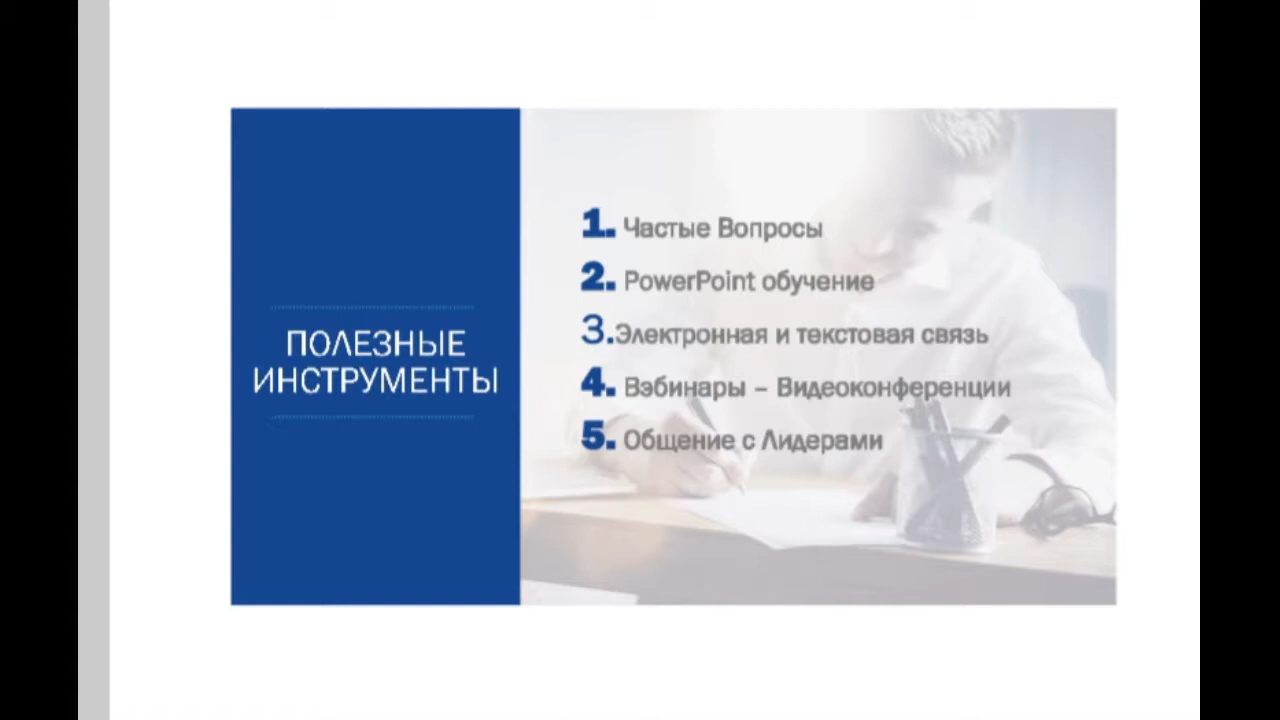 ПОЛЕЗНЫЕ
ИНСТРУМЕНТЫ
1. Частые Вопросы
2. PowerPoint обучение
3.Электронная и текстовая связь
4. Вэбинары – Видеоконференции
5. Общение с Лидерами